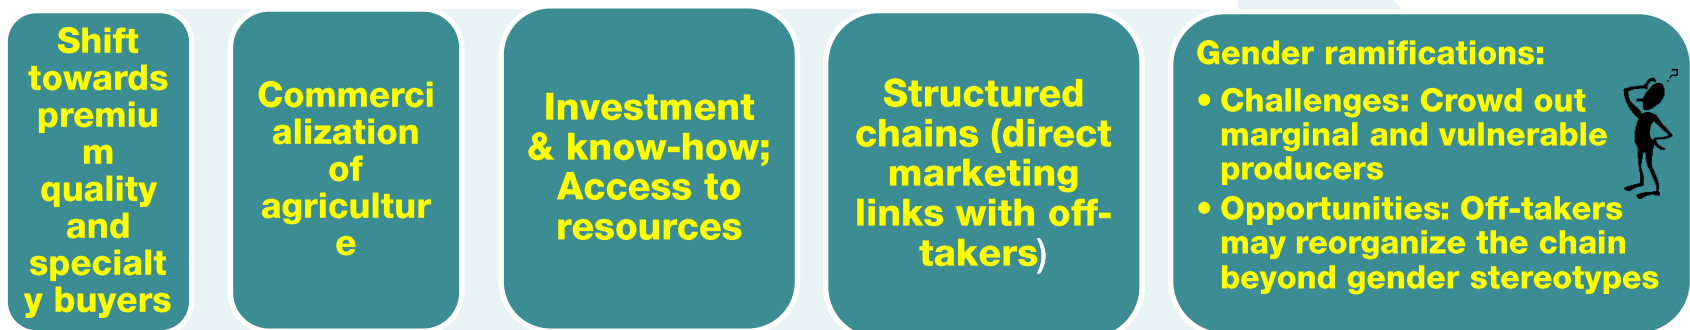 Shift
towards
premiu
m
quality
and
specialt
y buyers
Commerci
alization
of
agricultur
e
Investment
& know-how;
Access to
resources
Structured
chains (direct
marketing
links with off-
takers)
Gender ramifications:
• Challenges: Crowd out
marginal and vulnerable
producers
• Opportunities: Off-takers
may reorganize the chain
beyond gender stereotypes
?